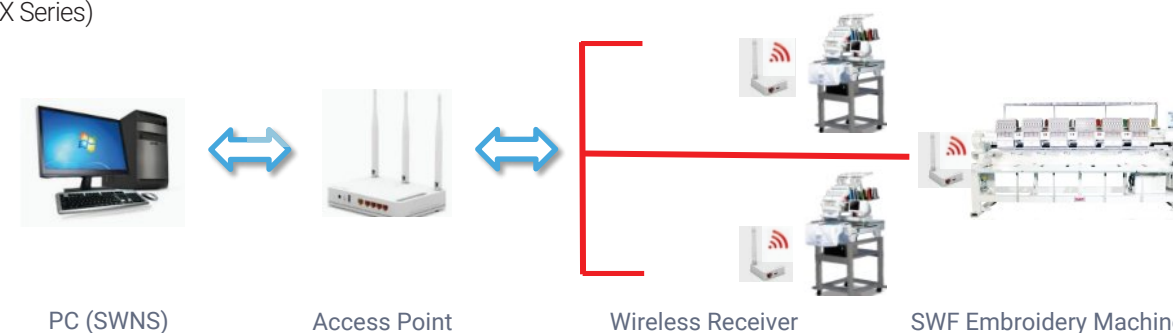 X Series)
PC (SWNS)
Access Point
Wireless Receiver
SWF Embroidery Machin